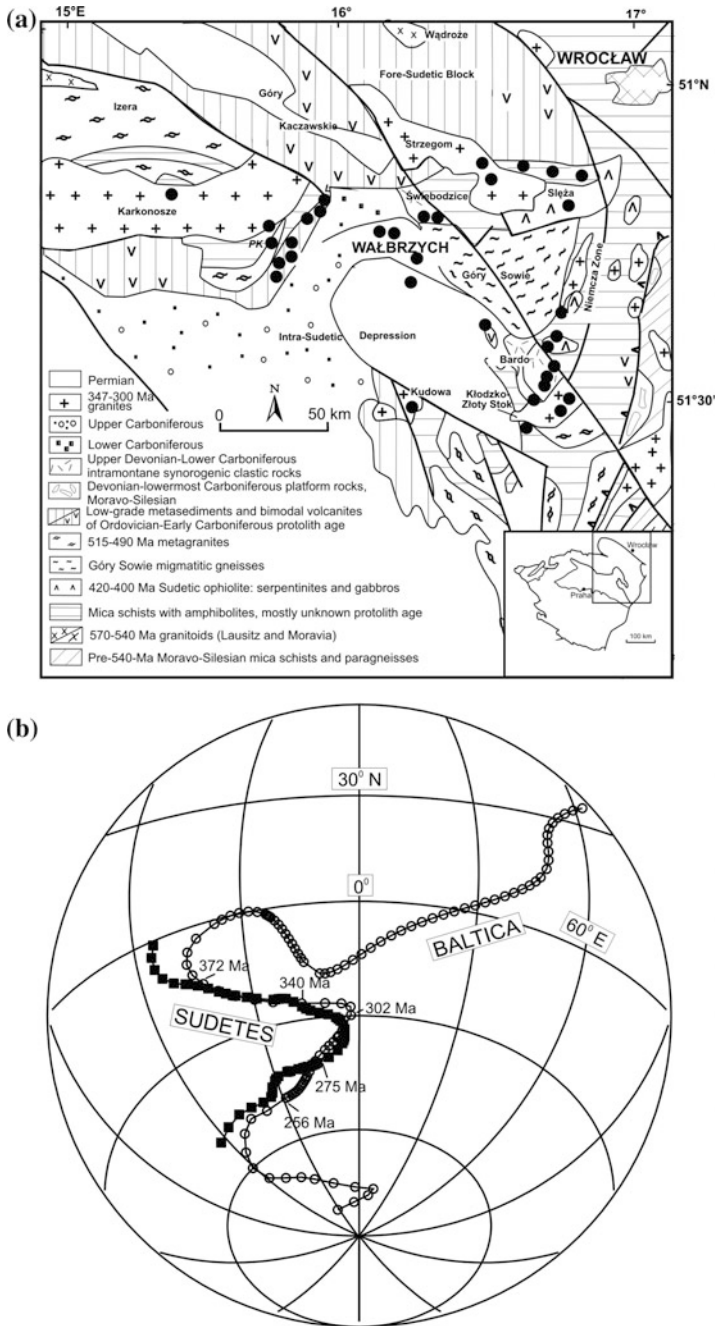 (a)
15°E
16°
17°
Wądroże
WROCŁAW
Fore-Sudetic Block
51°N
Izera
Góry
Kaczawskie
Strzegom
Świebodzice
Ślęża
Karkonosze
PK
WAŁBRZYCH
Góry Sowie
Niemcza Zone
Intra-Sudetic Depression
Bardo
Kudowa
Kłodzko-
Złoty Stok
51°30
N
0 50 km
Permian
347-300 Ma
granites
Upper Carboniferous
Lower Carboniferous
Upper Devonian-Lower Carboniferous
intramontane synorogenic clastic rocks
Devonian-lowermost Carboniferous platform rocks,
Moravo-Silesian
Low-grade metasediments and bimodal volcanites
of Ordovician-Early Carboniferous protolith age
515-490 Ma metagranites
Góry Sowie migmatitic gneisses
420-400 Ma Sudetic ophiolite: serpentinites and gabbros
Mica schists with amphibolites, mostly unknown protolith age
570-540 Ma granitoids (Lausitz and Moravia)
Pre-540-Ma Moravo-Silesian mica schists and paragneisses
Wrocław
Praha
100 km
(b)
30⁰ N
0⁰
BALTICA
60⁰ E
372 Ma
340 Ma
302 Ma
SUDETES
275 Ma
256 Ma